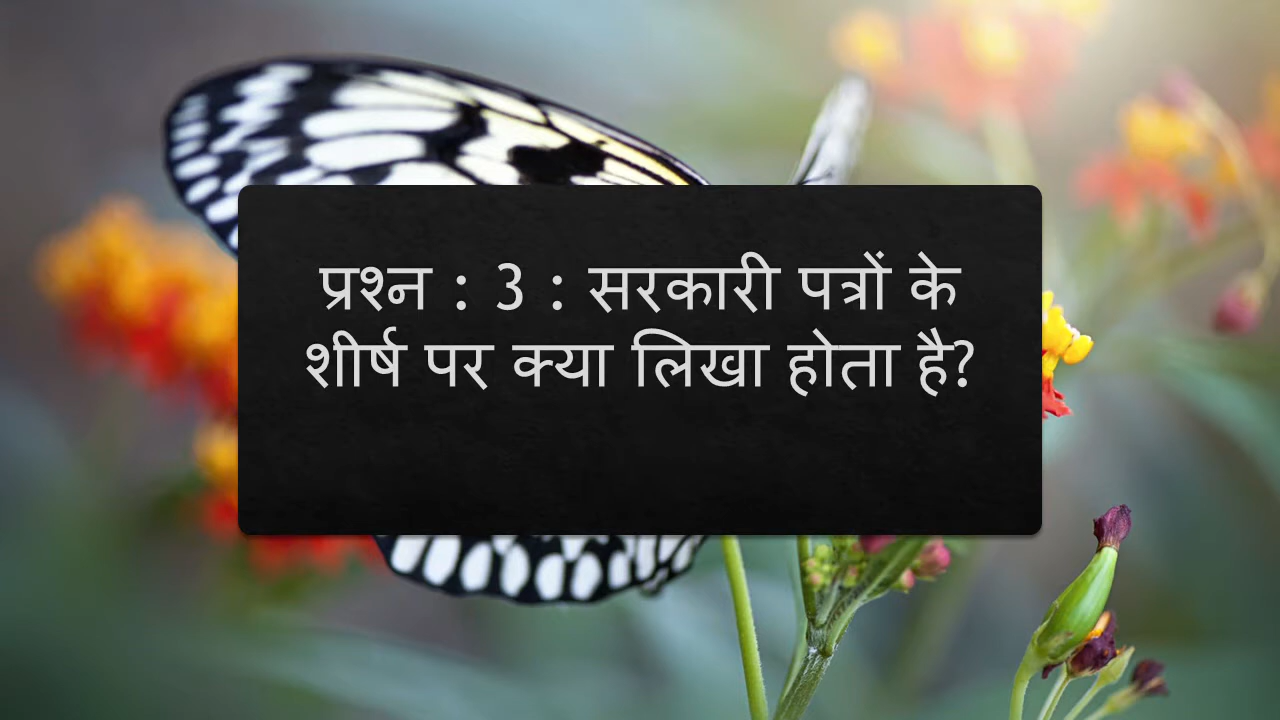 प्रश्न : 3 : सरकारी पत्रों के
शीर्ष पर क्या लिखा होता है?